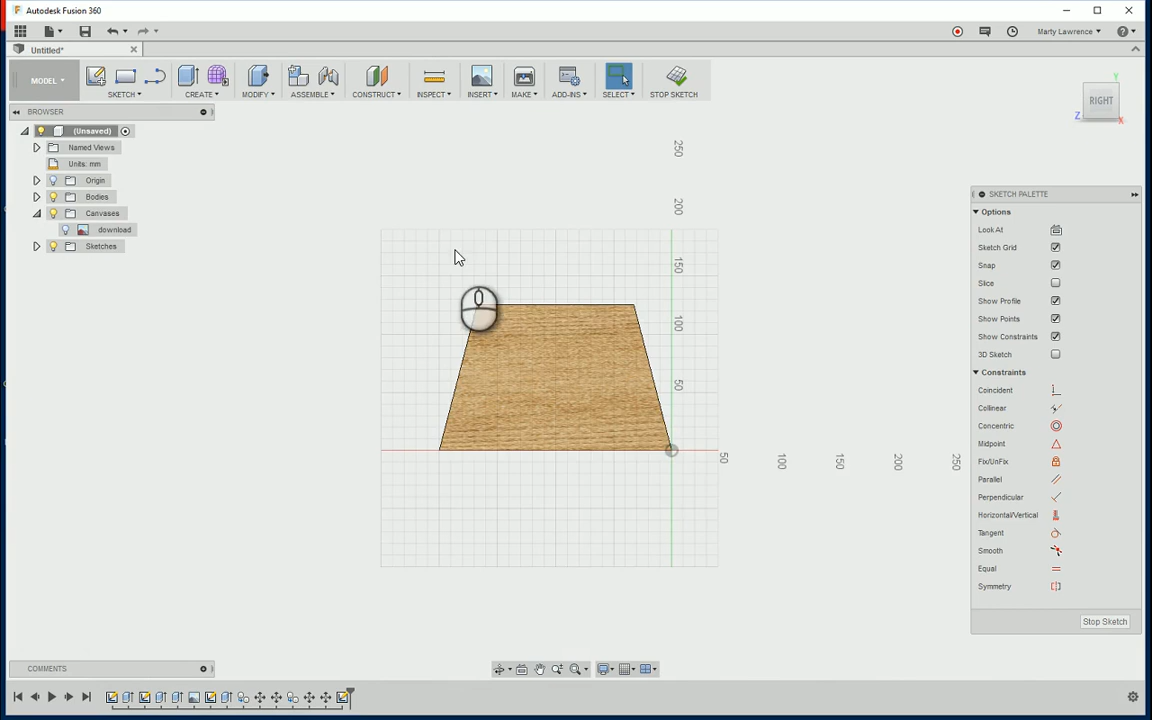 Autodesk Fusion 360
Marty Lawrence
Untitled*
MODEL
SKETCH
CREATE
MODIFY
ASSEMBLE
CONSTRUCT
INSPECT
INSERT
MAKE
ADD-INS
SELECT
STOP SKETCH
BROWSER
(Unsaved)
Named Views
Units: mm
Origin
Bodies
Canvases
download
Sketches
Y
RIGHT
Z
X
250
200
150
100
50
50
100
150
200
250
SKETCH PALETTE
Options
Look At
Sketch Grid
Snap
Slice
Show Profile
Show Points
Show Constraints
3D Sketch
Constraints
Coincident
Collinear
Concentric
Midpoint
Fix/UnFix
Parallel
Perpendicular
Horizontal/Vertical
Tangent
Smooth
Equal
Symmetry
Stop Sketch
COMMENTS